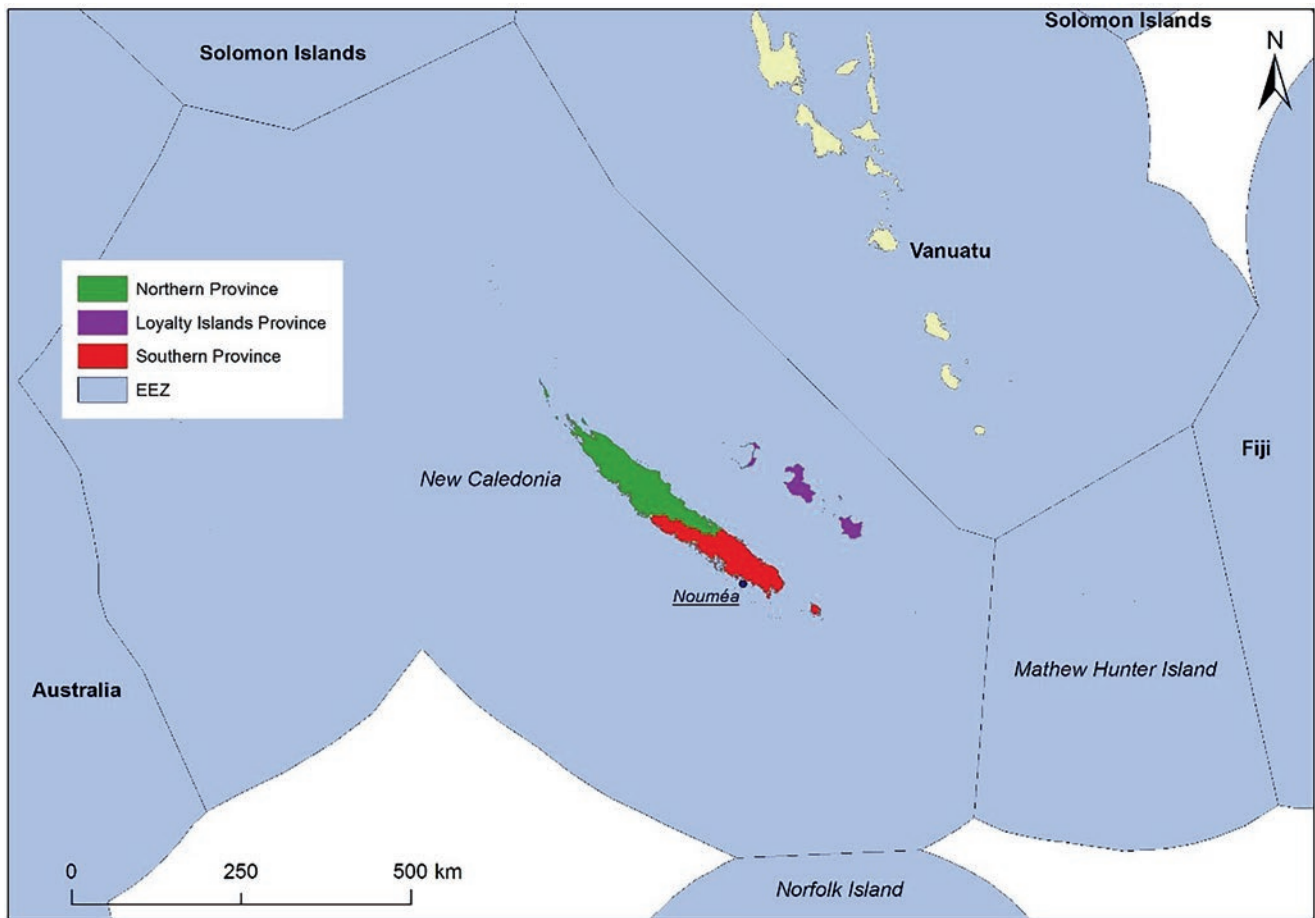 Solomon Islands
Solomon Islands
N
Vanuatu
Northern Province
Loyalty Islands Province
Southern Province
EEZ
New Caledonia
Fiji
Nouméa
Mathew Hunter Island
Australia
0 250 500 km
Norfolk Island